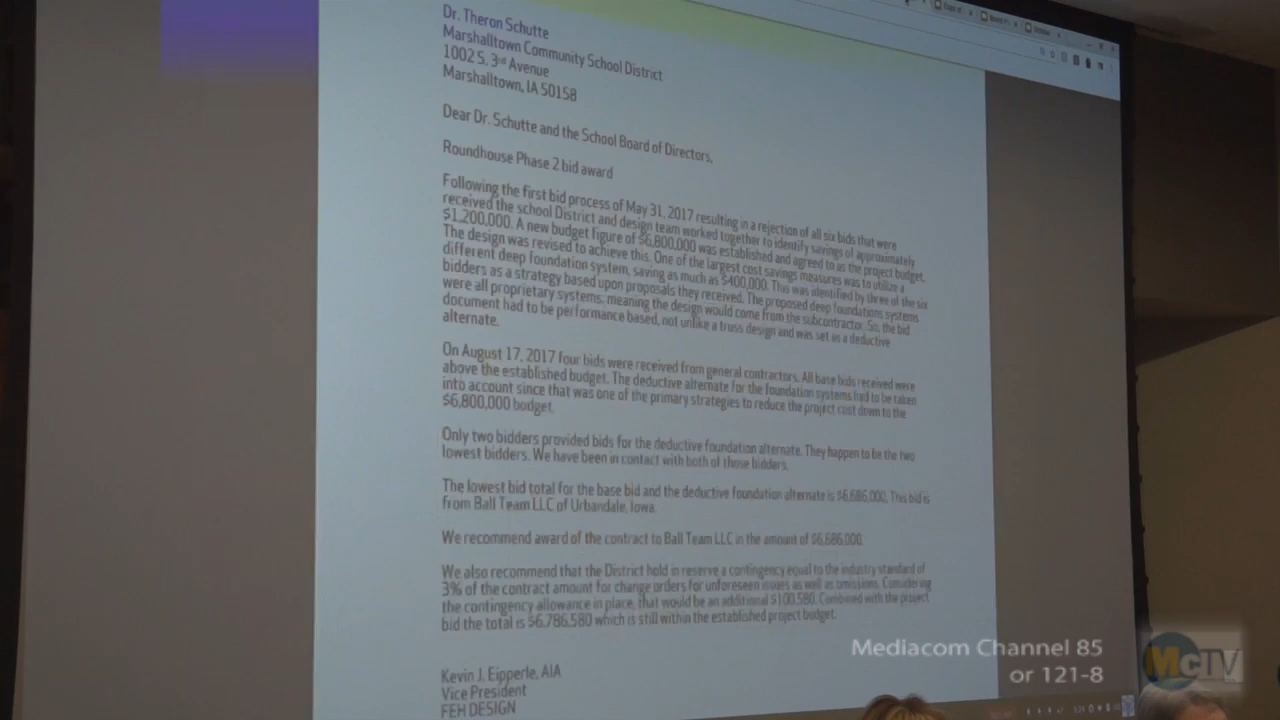 Dr. Theron Schutte
Marshalltown Community School District
1002 S. 3rd Avenue
Marshalltown, IA 50158
Dear Dr. Schutte and the School Board of Directors,
Roundhouse Phase 2 bid award
Following the first bid process of May 31, 2017 resulting in a rejection of all six bids that were
received the school District and design team worked together to identify savings of approximately
$1,200,000. A new budget figure of $6,800,000 was established and agreed to as the project budget.
The design was revised to achieve this. One of the largest cost savings measures was to utilize a
different deep foundation system, saving as much as $400,000. This was identified by three of the six
bidders as a strategy based upon proposals they received. The proposed deep foundations systems
were all proprietary systems, meaning the design would come from the subcontractor. So, the bid
document had to be performance based, not unlike a truss design and was set as a deductive
alternate.
On August 17, 2017 four bids were received from general contractors. All base bids received were
above the established budget. The deductive alternate for the foundation systems had to be taken
into account since that was one of the primary strategies to reduce the project cost down to the
$6,800,000 budget.
Only two bidders provided bids for the deductive foundation alternate. They happen to be the two
lowest bidders. We have been in contact with both of those bidders.
The lowest bid total for the base bid and the deductive foundation alternate is $6,686,000. This bid is
from Ball Team LLC of Urbandale, Iowa.
We recommend award of the contract to Ball Team LLC in the amount of $6,686,000.
We also recommend that the District hold in reserve a contingency equal to the industry standard of
3% of the contract amount for change orders for unforeseen issues as well as omissions. Considering
the contingency allowance in place, that would be an additional $100,580. Combined with the project
bid the total is $6,786,580 which is still within the established project budget.
Kevin J. Eipperle, AIA
Vice President
FEH DESIGN
Mediacom Channel 85
or 121-8
McTV